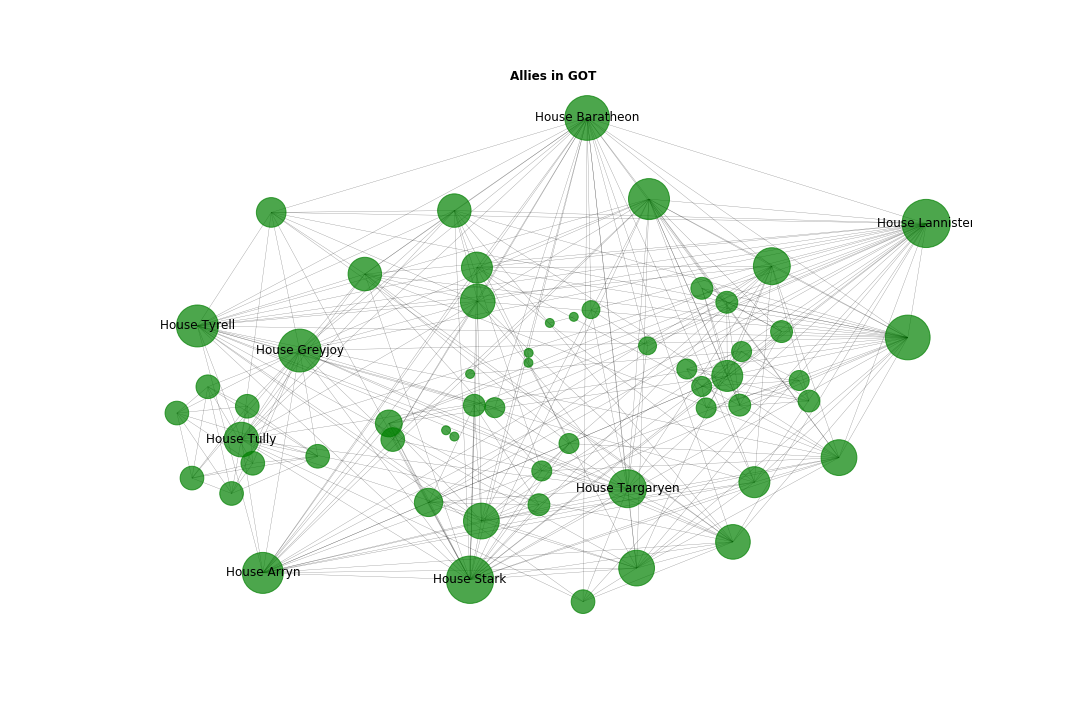 Allies in GOT
House Baratheon
House Lannister
House Tyrell
House Greyjoy
House Tully
House Targaryen
House Arryn
House Stark